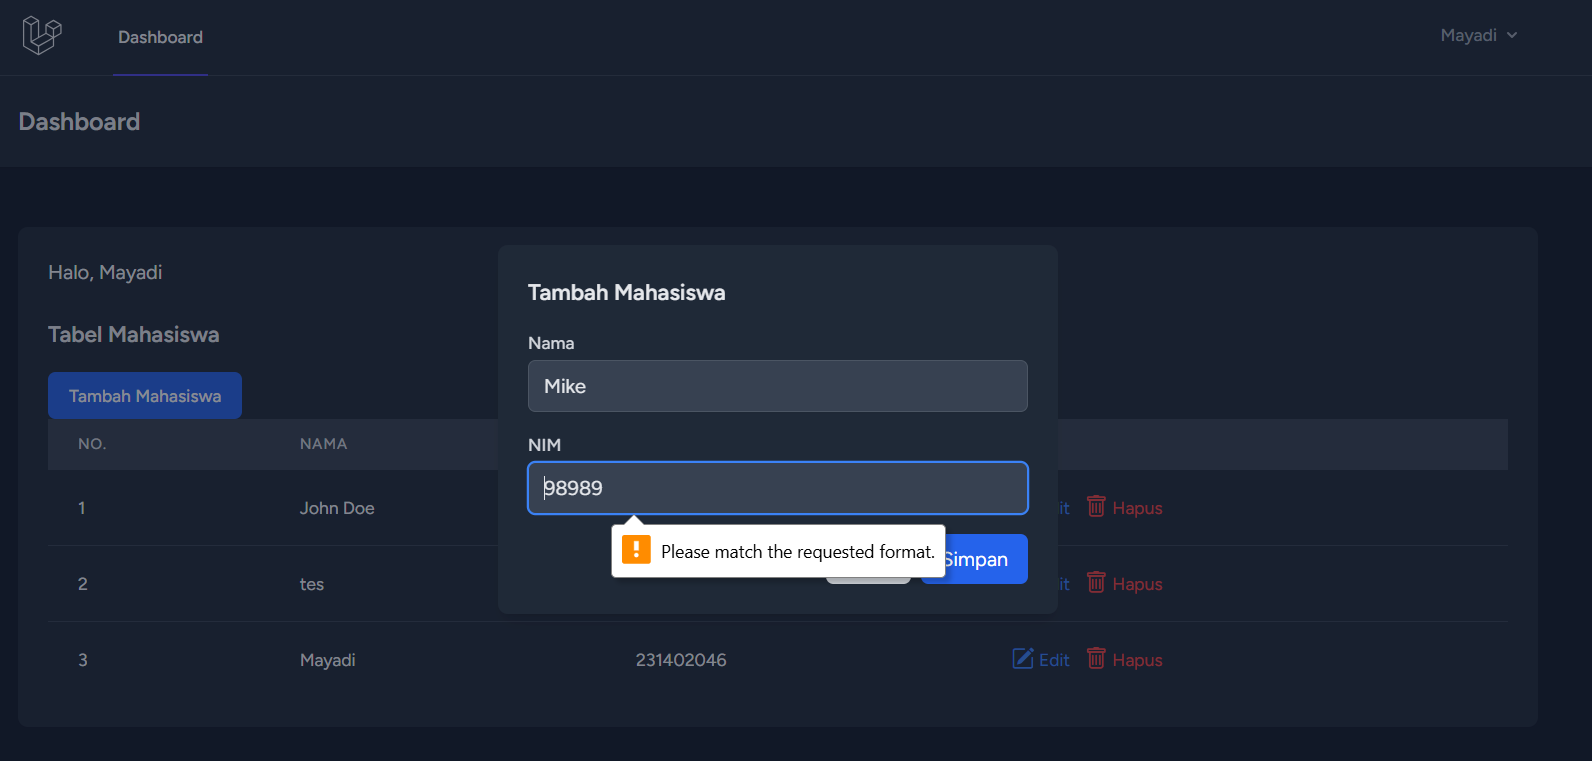 Dashboard
Mayadi
Dashboard
Halo, Mayadi
Tabel Mahasiswa
Tambah Mahasiswa
NO. NAMA
1 John Doe it Hapus
2 tes it Hapus
3 Mayadi 231402046 Edit Hapus
Tambah Mahasiswa
Nama
Mike
NIM
98989
Please match the requested format.
Simpan